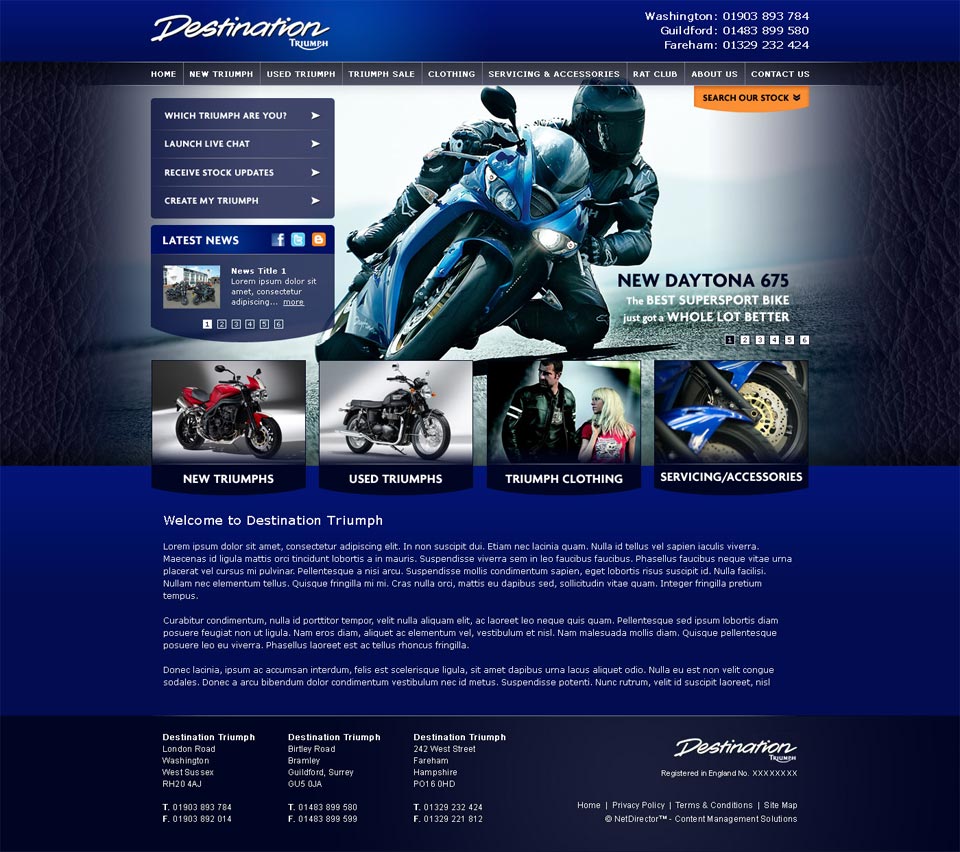 Destination
TRIUMPH
Washington: 01903 893 784
Guildford: 01483 899 580
Fareham: 01329 232 424
HOME NEW TRIUMPH USED TRIUMPH TRIUMPH SALE CLOTHING SERVICING & ACCESSORIES RAT CLUB ABOUT US CONTACT US
SEARCH OUR STOCK
WHICH TRIUMPH ARE YOU?
LAUNCH LIVE CHAT
RECEIVE STOCK UPDATES
CREATE MY TRIUMPH
LATEST NEWS
News Title 1
Lorem ipsum dolor sit
amet, consectetur
adipiscing... more
1 2 3 4 5 6
NEW DAYTONA 675
The BEST SUPERSPORT BIKE
just got a WHOLE LOT BETTER
1 2 3 4 5 6
NEW TRIUMPHS
USED TRIUMPHS
TRIUMPH CLOTHING
SERVICING/ACCESSORIES
Welcome to Destination Triumph
Lorem ipsum dolor sit amet, consectetur adipiscing elit. In non suscipit dui. Etiam nec lacinia quam. Nulla id tellus vel sapien iaculis viverra.
Maecenas id ligula mattis orci tincidunt lobortis a in mauris. Suspendisse viverra sem in leo faucibus faucibus. Phasellus faucibus neque vitae urna
placerat vel cursus mi pulvinar. Pellentesque a nisi arcu. Suspendisse mollis condimentum sapien, eget lobortis risus suscipit id. Nulla facilisi.
Nullam nec elementum tellus. Quisque fringilla mi mi. Cras nulla orci, mattis eu dapibus sed, sollicitudin vitae quam. Integer fringilla pretium
tempus.
Curabitur condimentum, nulla id porttitor tempor, velit nulla aliquam elit, ac laoreet leo neque quis quam. Pellentesque sed ipsum lobortis diam
posuere feugiat non ut ligula. Nam eros diam, aliquet ac elementum vel, vestibulum et nisl. Nam malesuada mollis diam. Quisque pellentesque
posuere leo eu viverra. Phasellus laoreet est ac tellus rhoncus fringilla.
Donec lacinia, ipsum ac accumsan interdum, felis est scelerisque ligula, sit amet dapibus urna lacus aliquet odio. Nulla eu est non velit congue
sodales. Donec a arcu bibendum dolor condimentum vestibulum nec id metus. Suspendisse potenti. Nunc rutrum, velit id suscipit laoreet, nisl
Destination Triumph
London Road
Washington
West Sussex
RH20 4AJ
T. 01903 893 784
F. 01903 892 014
Destination Triumph
Birtley Road
Bramley
Guildford, Surrey
GU5 0JA
T. 01483 899 580
F. 01483 899 599
Destination Triumph
242 West Street
Fareham
Hampshire
PO16 0HD
T. 01329 232 424
F. 01329 221 812
Destination
TRIUMPH
Registered in England No. XXXXXXXX
Home | Privacy Policy | Terms & Conditions | Site Map
© NetDirector™ - Content Management Solutions